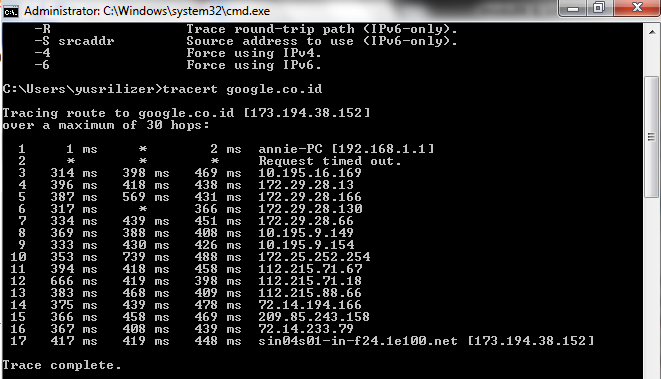 Administrator: C:\Windows\system32\cmd.exe
-R Trace round-trip path (IPv6-only).
-S srcaddr Source address to use (IPv6-only).
-4 Force using IPv4.
-6 Force using IPv6.
C:\Users\yusrilizer>tracert google.co.id
Tracing route to google.co.id [173.194.38.152]
over a maximum of 30 hops:
1 1 ms * 2 ms annie-PC [192.168.1.1]
2 * * * Request timed out.
3 314 ms 398 ms 469 ms 10.195.16.169
4 396 ms 418 ms 438 ms 172.29.28.13
5 387 ms 569 ms 431 ms 172.29.28.166
6 317 ms * 366 ms 172.29.28.130
7 334 ms 439 ms 451 ms 172.29.28.66
8 369 ms 388 ms 408 ms 10.195.9.149
9 333 ms 430 ms 426 ms 10.195.9.154
10 353 ms 739 ms 488 ms 172.25.252.254
11 394 ms 418 ms 458 ms 112.215.71.67
12 666 ms 419 ms 398 ms 112.215.71.18
13 383 ms 468 ms 409 ms 112.215.88.66
14 375 ms 439 ms 478 ms 72.14.194.166
15 366 ms 458 ms 469 ms 209.85.243.158
16 367 ms 408 ms 439 ms 72.14.233.79
17 417 ms 419 ms 448 ms sin04s01-in-f24.1e100.net [173.194.38.152]
Trace complete.